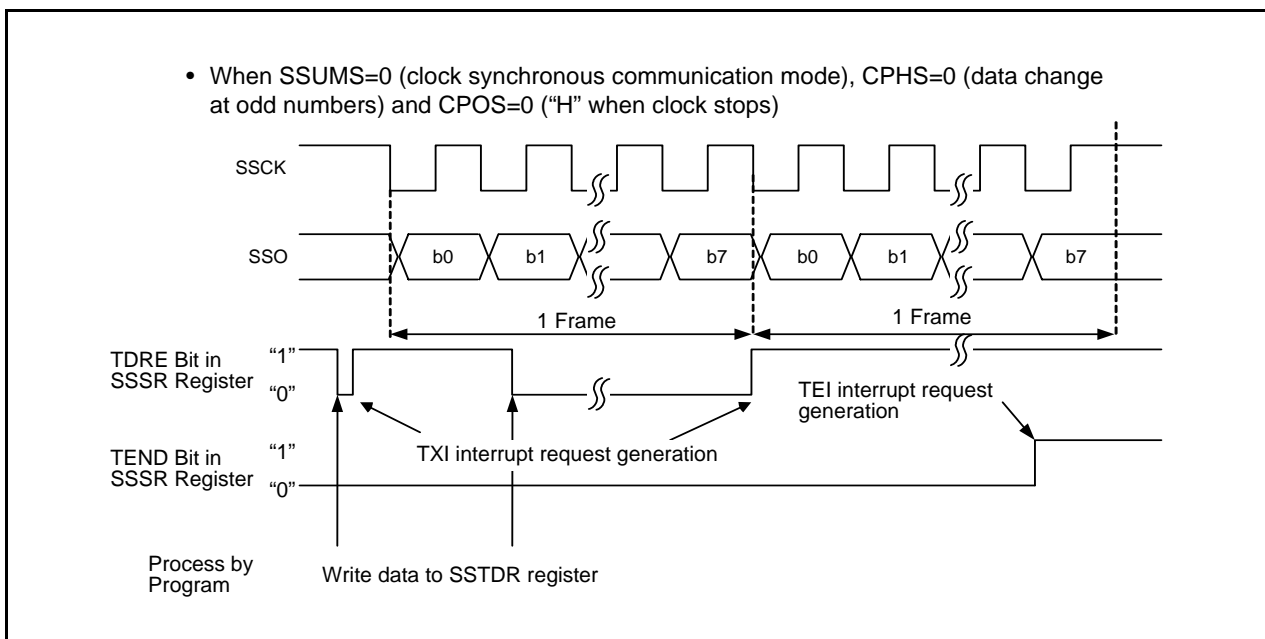 • When SSUMS=0 (clock synchronous communication mode), CPHS=0 (data change
at odd numbers) and CPOS=0 (“H” when clock stops)
SSCK
SSO
b0
b1
b7
b0
b1
b7
1 Frame
1 Frame
TDRE Bit in
SSSR Register
“1”
“0”
TEI interrupt request
generation
TXI interrupt request generation
TEND Bit in
SSSR Register
“1”
“0”
Process by
Program
Write data to SSTDR register